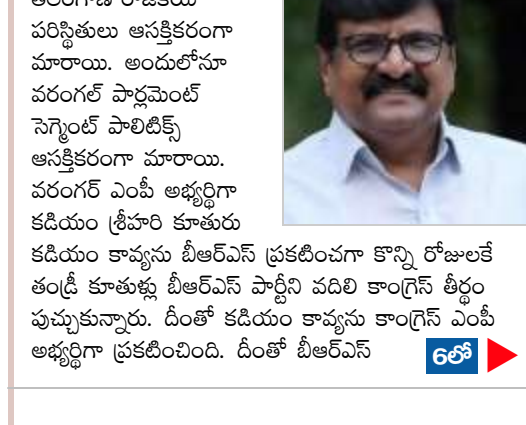 తెలంగాణ రాజకీయ
పరిస్థితులు ఆసక్తికరంగా
మారాయి. అందులోనూ
వరంగల్ పార్లమెంట్
సెగ్మెంట్ పాలిటిక్స్
ఆసక్తికరంగా మారాయి.
వరంగర్ ఎంపీ అభ్యర్థిగా
కడియం శ్రీహరి కూతురు
కడియం కావ్యను బీఆర్ఎస్ ప్రకటించగా కొన్ని రోజులకే
తండ్రీ కూతుళ్లు బీఆర్ఎస్ పార్టీని వదిలి కాంగ్రెస్ తీర్థం
పుచ్చుకున్నారు. దీంతో కడియం కావ్యను కాంగ్రెస్ ఎంపీ
అభ్యర్థిగా ప్రకటించింది. దీంతో బీఆర్ఎస్ 6లో